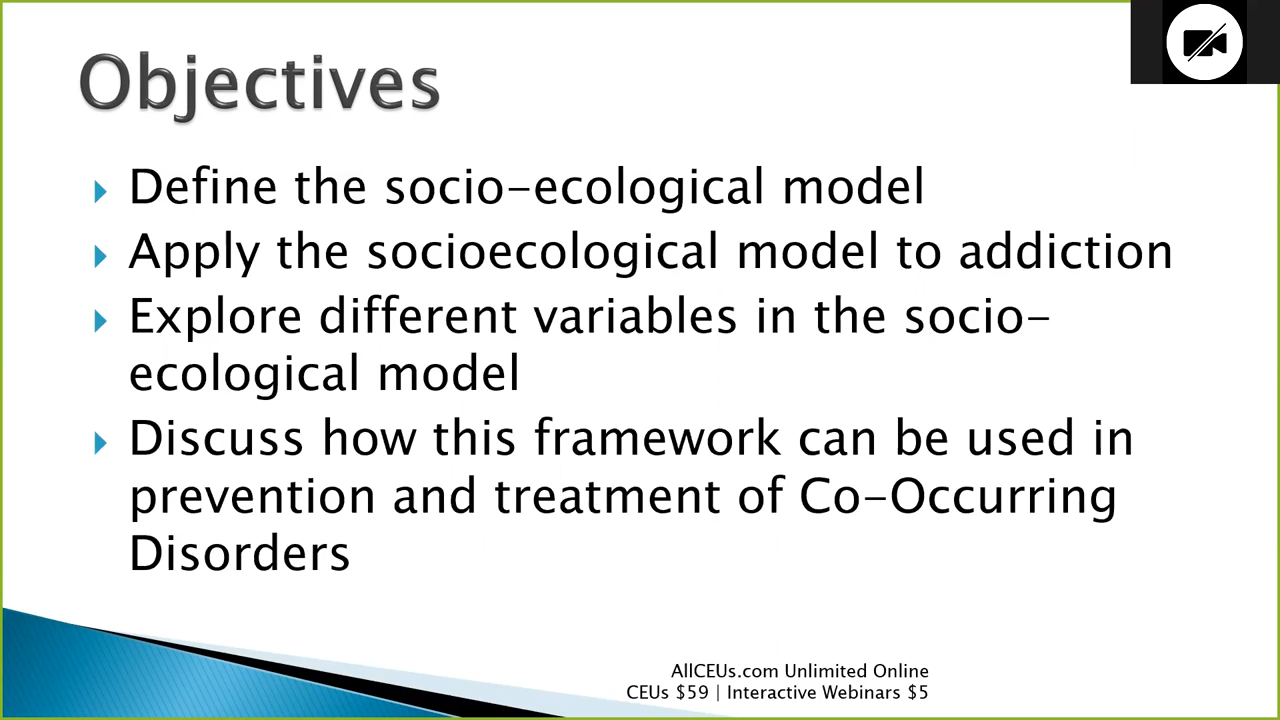 Objectives
Define the socio-ecological model
Apply the socioecological model to addiction
Explore different variables in the socio-
ecological model
Discuss how this framework can be used in
prevention and treatment of Co-Occurring
Disorders
AllCEUs.com Unlimited Online
CEUs $59 | Interactive Webinars $5